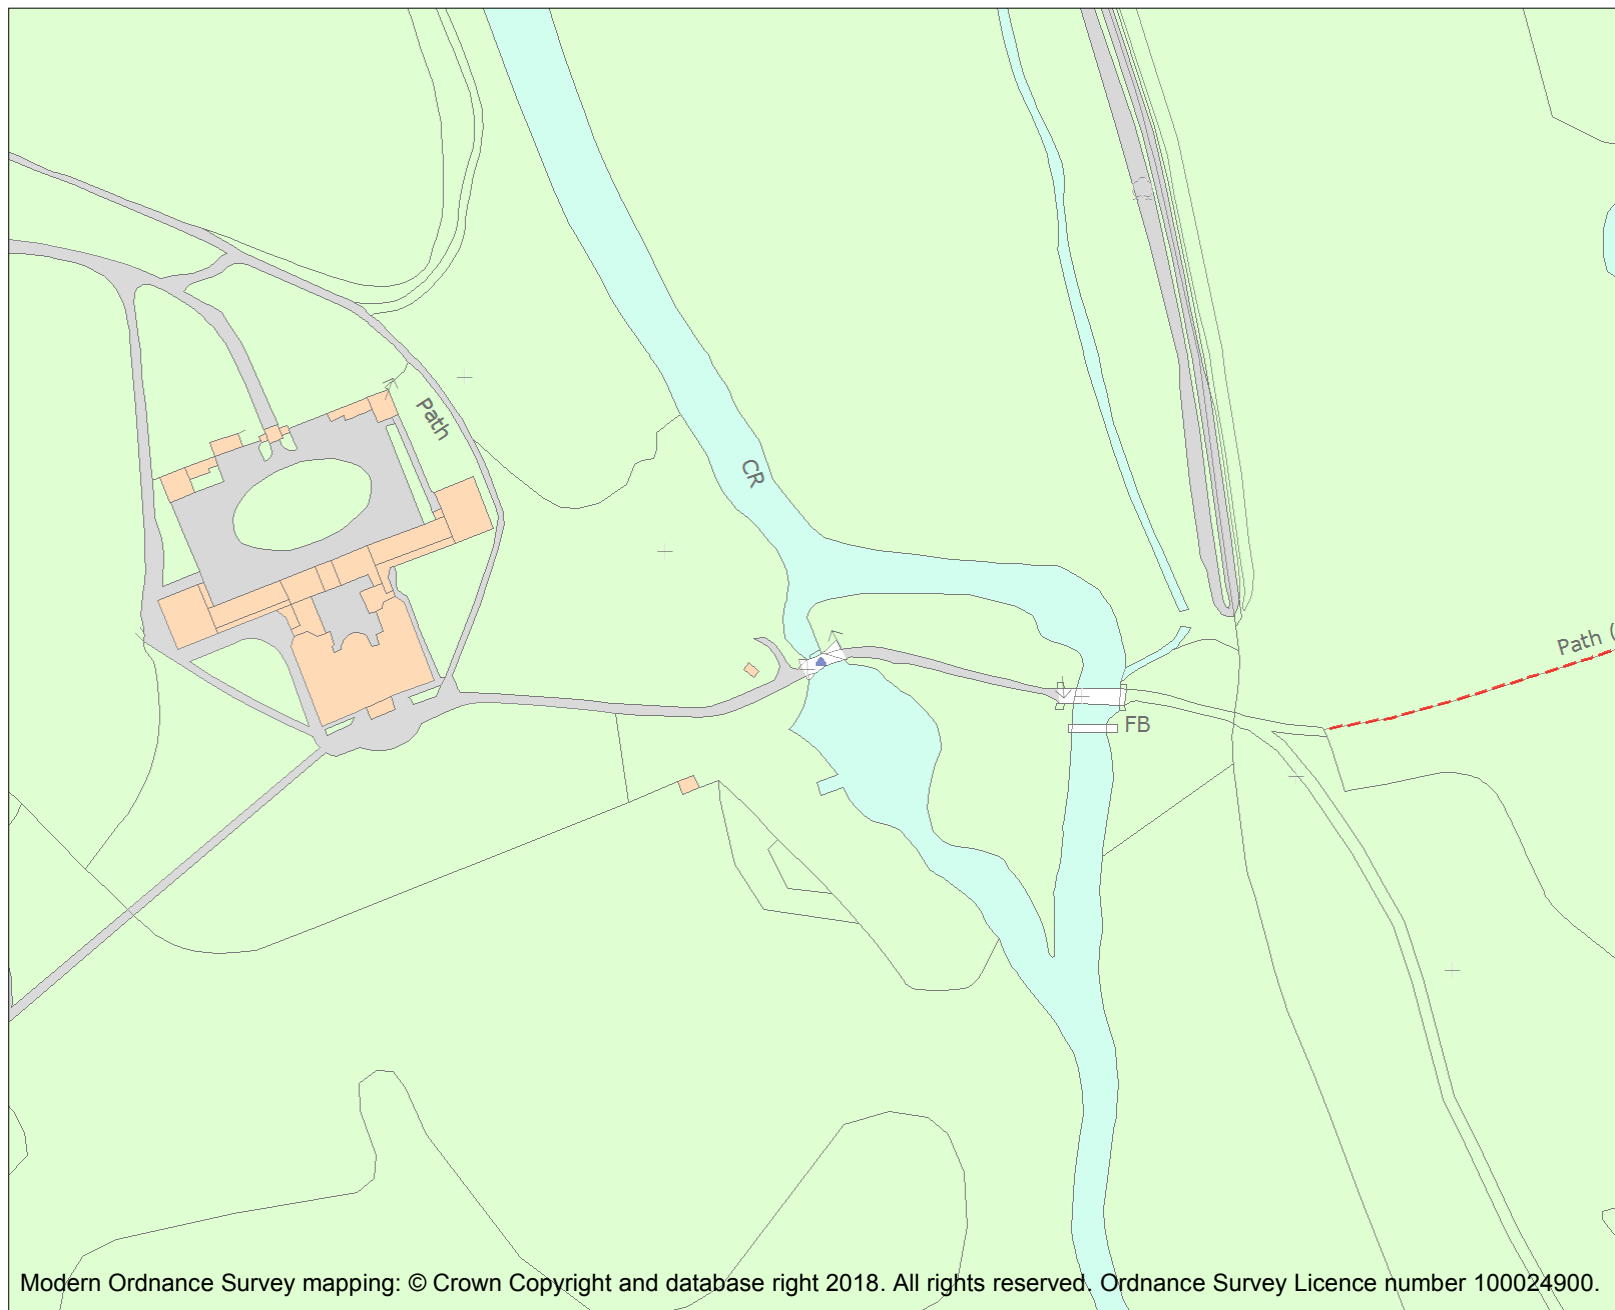 Path
CR
Path (
FB
Modern Ordnance Survey mapping: © Crown Copyright and database right 2018. All rights reserved. Ordnance Survey Licence number 100024900.